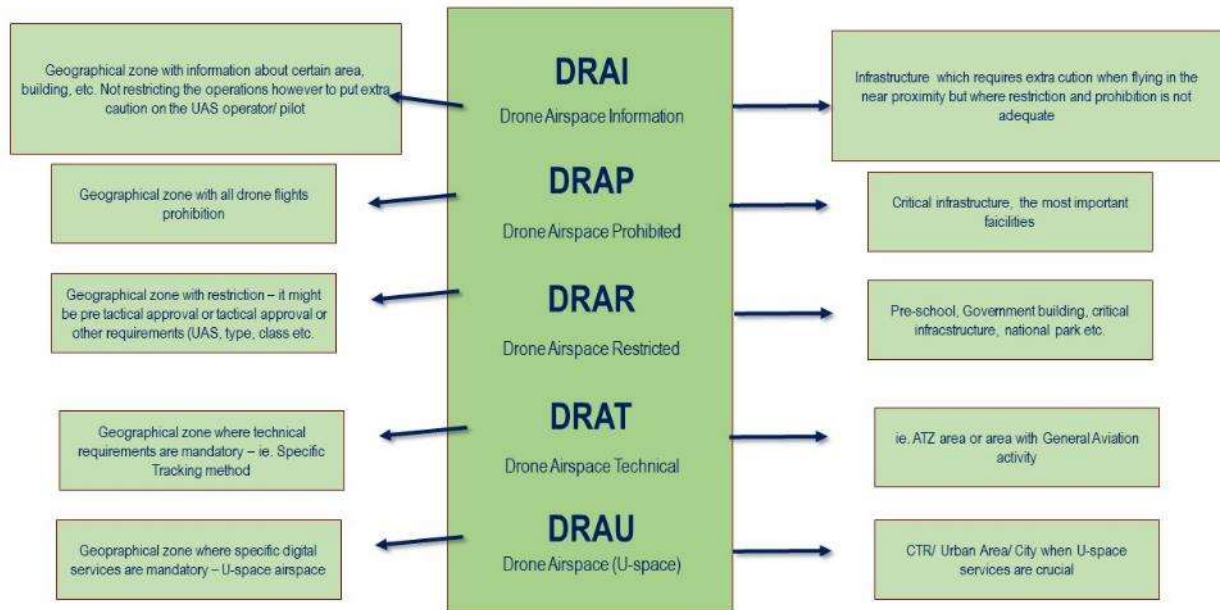 Geographical zone with information about certain area,
building, etc. Not restricting the operations however to put extra
caution on the UAS operator/ pilot
DRAI
Drone Airspace Information
Infrastructure which requires extra cution when flying in the
near proximity but where restriction and prohibition is not
adequate
Geographical zone with all drone flights
prohibition
DRAP
Drone Airspace Prohibited
Critical infrastructure, the most important
faicilities
Geographical zone with restriction – it might
be pre tactical approval or tactical approval or
other requirements (UAS, type, class etc.
DRAR
Drone Airspace Restricted
Pre-school, Government building, critical
infracstructure, national park etc.
Geographical zone where technical
requirements are mandatory – ie. Specific
Tracking method
DRAT
Drone Airspace Technical
ie. ATZ area or area with General Aviation
activity
Geopraphical zone where specific digital
services are mandatory – U-space airspace
DRAU
Drone Airspace (U-space)
CTR/ Urban Area/ City when U-space
services are crucial